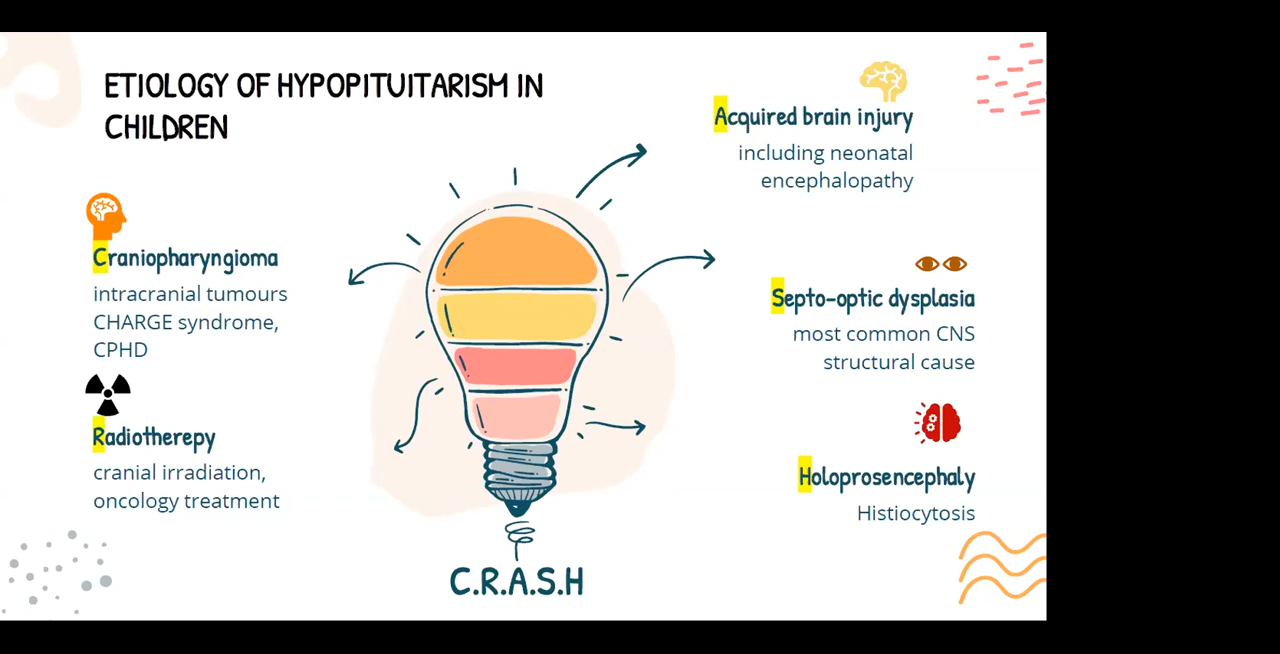 ETIOLOGY OF HYPOPITUITARISM IN
CHILDREN
Craniopharyngioma
intracranial tumours
CHARGE syndrome,
CPHD
Radiotherepy
cranial irradiation,
oncology treatment
Acquired brain injury
including neonatal
encephalopathy
Septo-optic dysplasia
most common CNS
structural cause
Holoprosencephaly
Histiocytosis
C.R.A.S.H